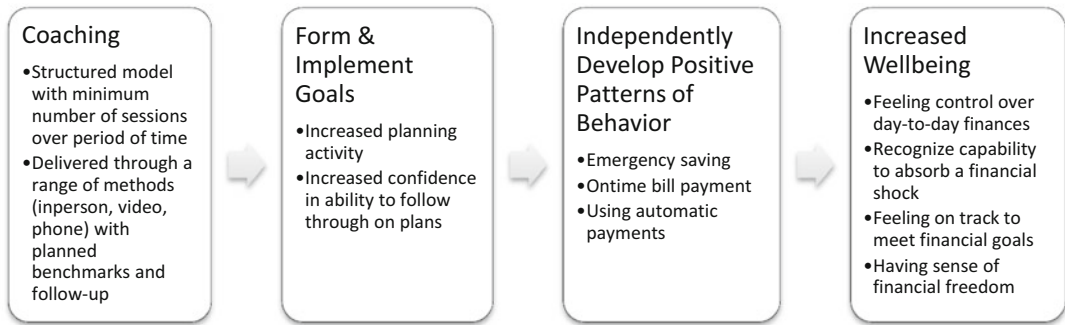 Coaching
•Structured model
with minimum
number of sessions
over period of time
•Delivered through a
range of methods
(inperson, video,
phone) with
planned
benchmarks and
follow-up
Form &
Implement
Goals
•Increased planning
activity
•Increased confidence
in ability to follow
through on plans
Independently
Develop Positive
Patterns of
Behavior
•Emergency saving
•Ontime bill payment
•Using automatic
payments
Increased
Wellbeing
•Feeling control over
day-to-day finances
•Recognize capability
to absorb a financial
shock
•Feeling on track to
meet financial goals
•Having sense of
financial freedom